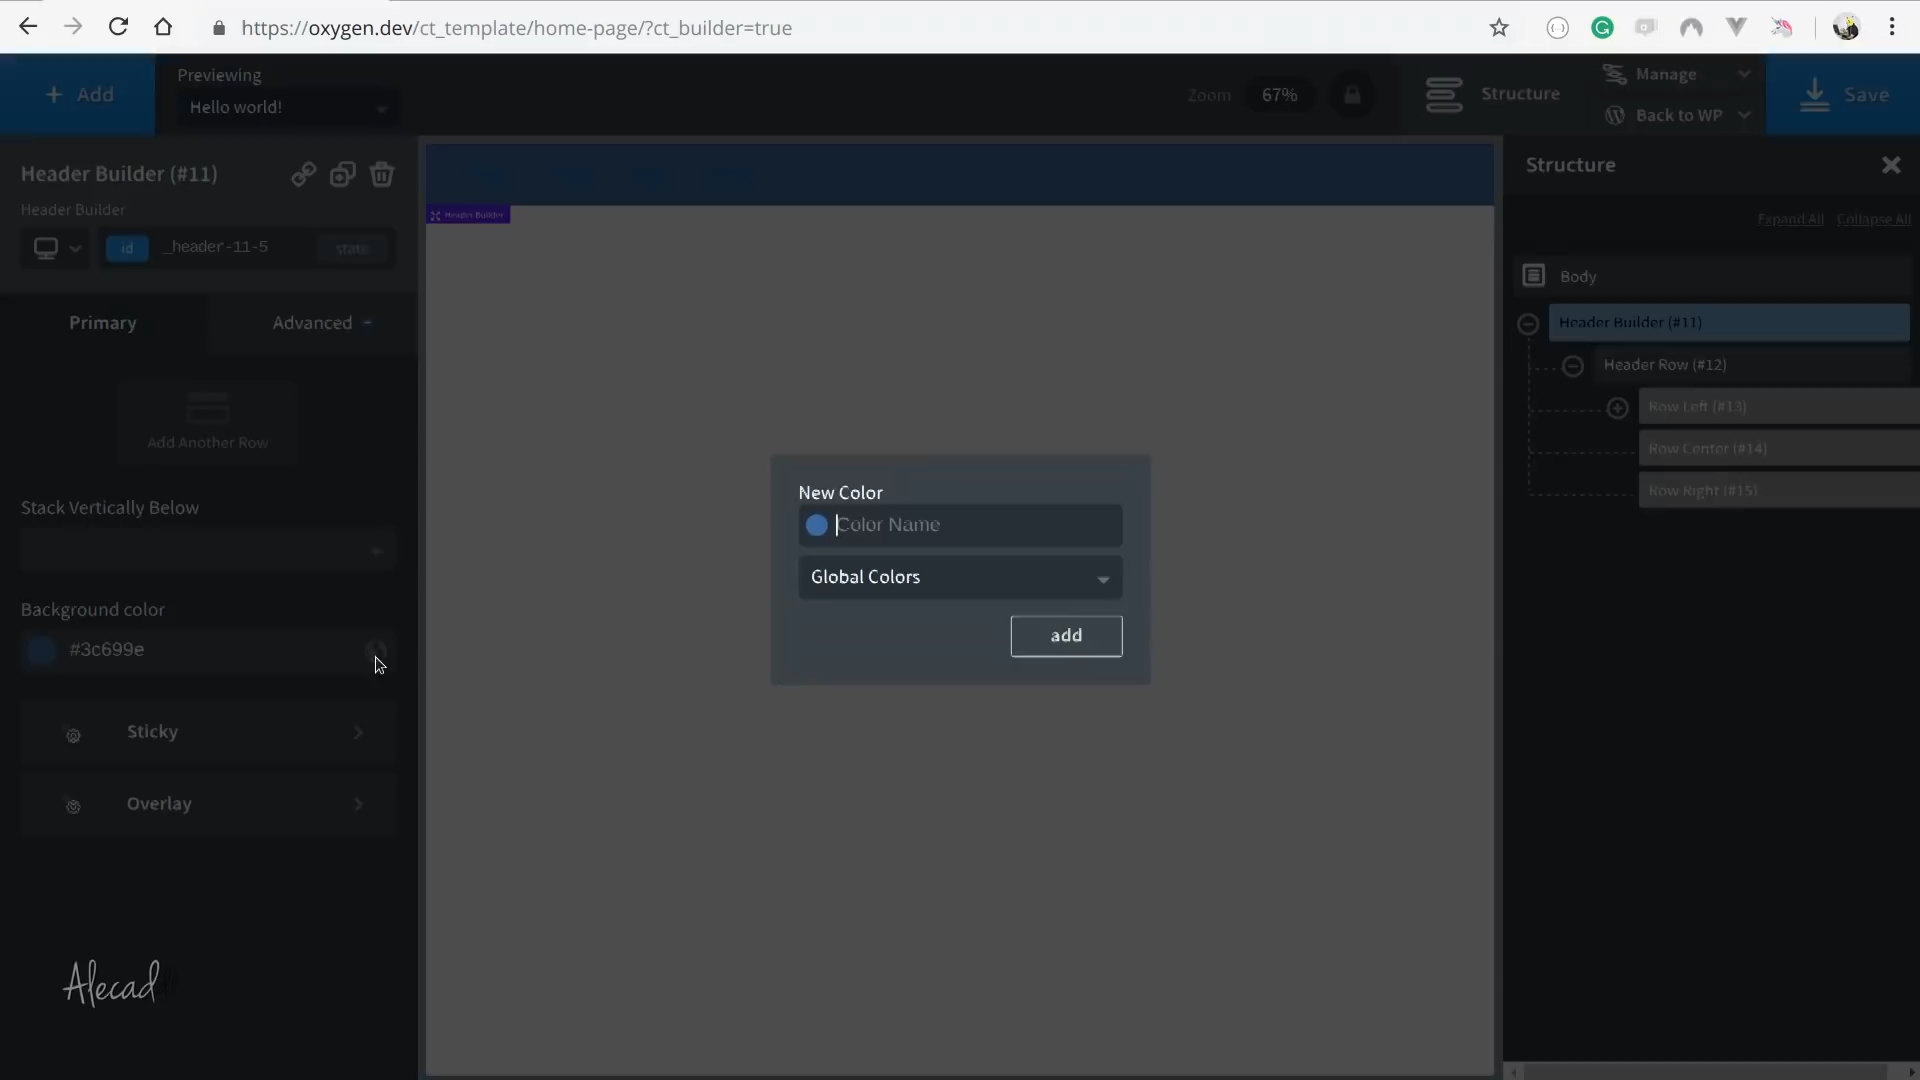 https://oxygen.dev/ct_template/home-page/?ct_builder=true
Add
Previewing
Hello world!
Zoom
67%
Structure
Manage
Back to WP
Save
Header Builder (#11)
Header Builder
id
_header-11-5
state
Primary
Advanced
Add Another Row
Stack Vertically Below
Background color
#3c699e
Sticky
Overlay
Alecad
Header Builder
New Color
Color Name
Global Colors
add
Structure
Expand All
Collapse All
Body
Header Builder (#11)
Header Row (#12)
Row Left (#13)
Row Center (#14)
Row Right (#15)